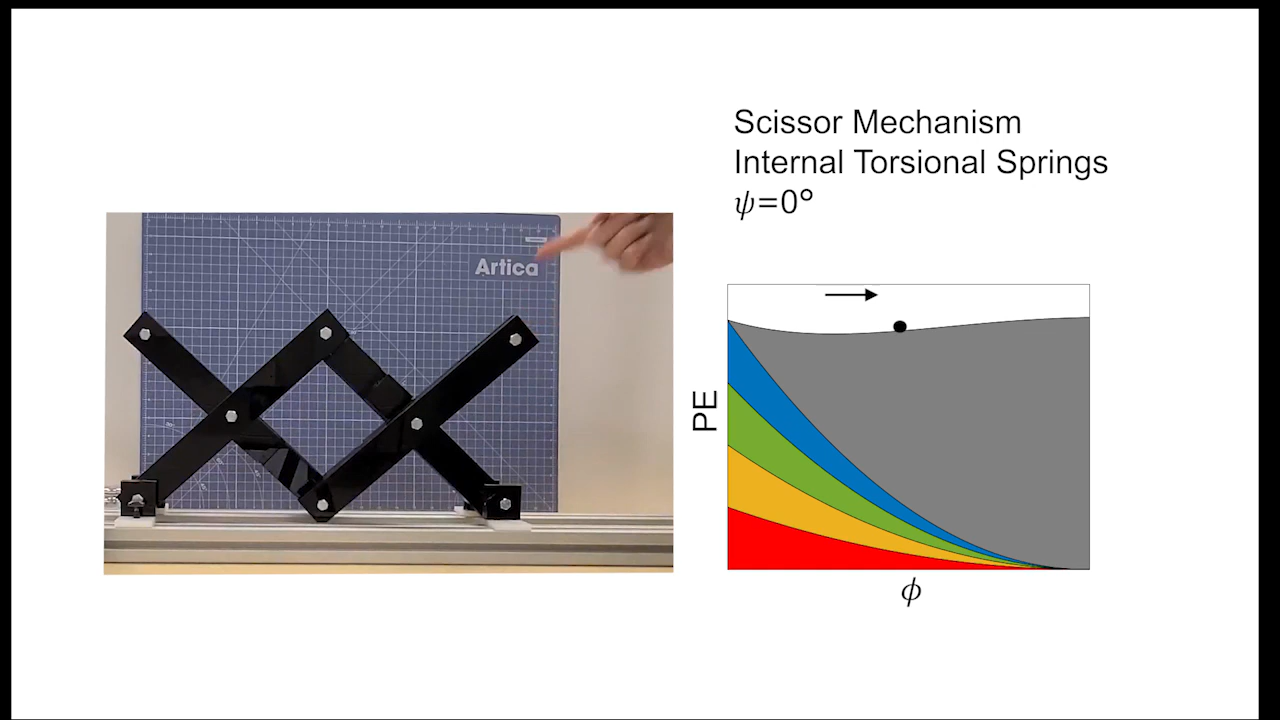 Scissor Mechanism
Internal Torsional Springs
ψ=0°
Artica
PE
ϕ